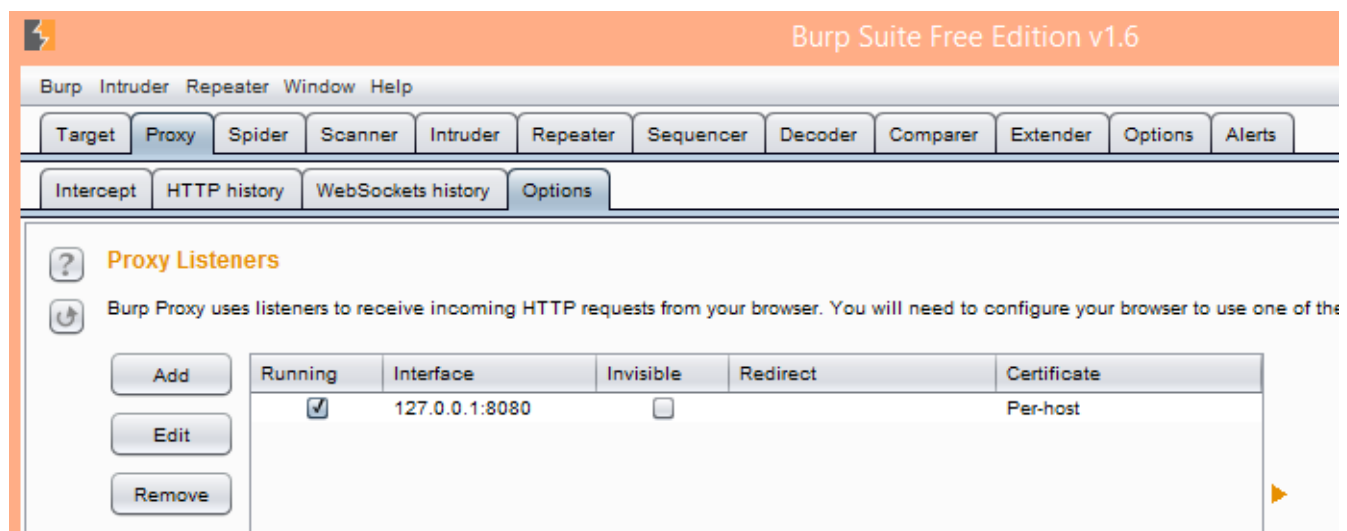 Burp Suite Free Edition v1.6
Burp Intruder Repeater Window Help
Target Proxy Spider Scanner Intruder Repeater Sequencer Decoder Comparer Extender Options Alerts
Intercept HTTP history WebSockets history Options
? Proxy Listeners
Burp Proxy uses listeners to receive incoming HTTP requests from your browser. You will need to configure your browser to use one of the
Add Running Interface Invisible Redirect Certificate
127.0.0.1:8080 Per-host
Edit
Remove